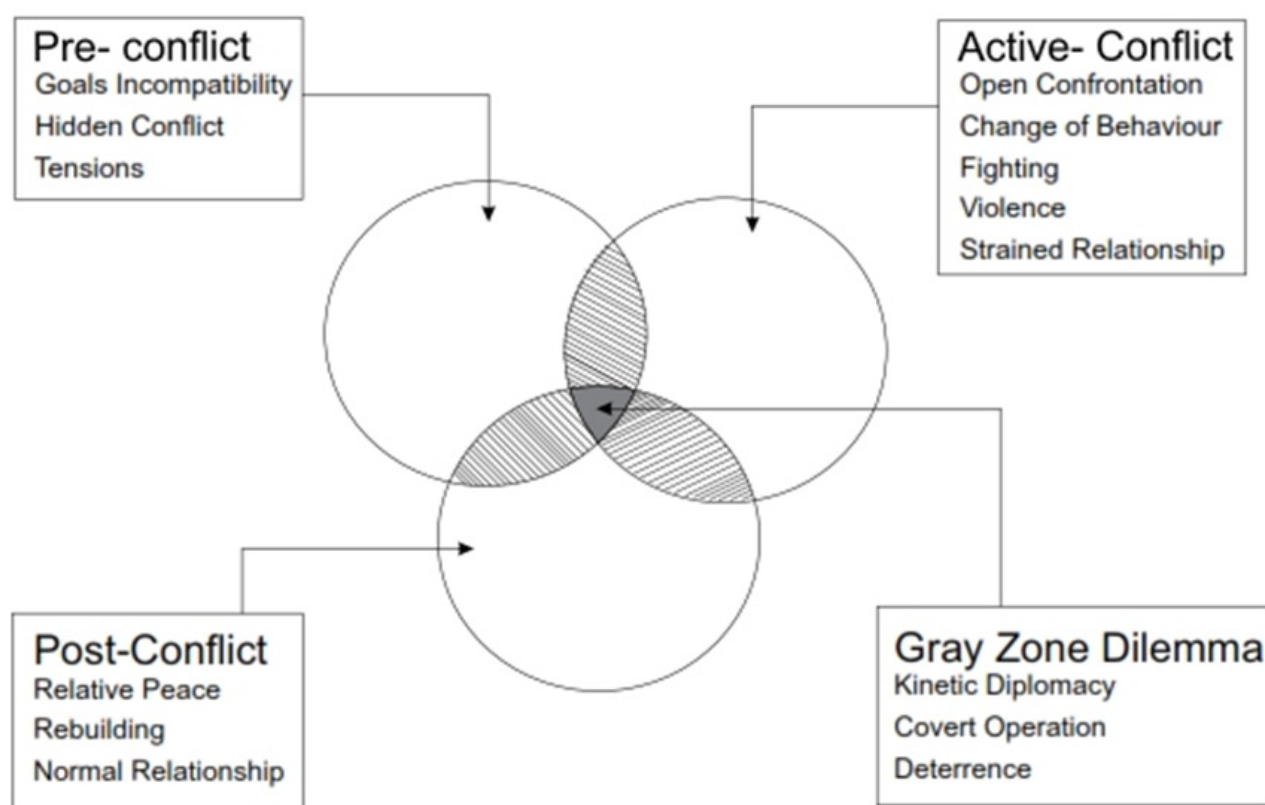 Pre- conflict
Goals Incompatibility
Hidden Conflict
Tensions
Active- Conflict
Open Confrontation
Change of Behaviour
Fighting
Violence
Strained Relationship
Post-Conflict
Relative Peace
Rebuilding
Normal Relationship
Gray Zone Dilemma
Kinetic Diplomacy
Covert Operation
Deterrence